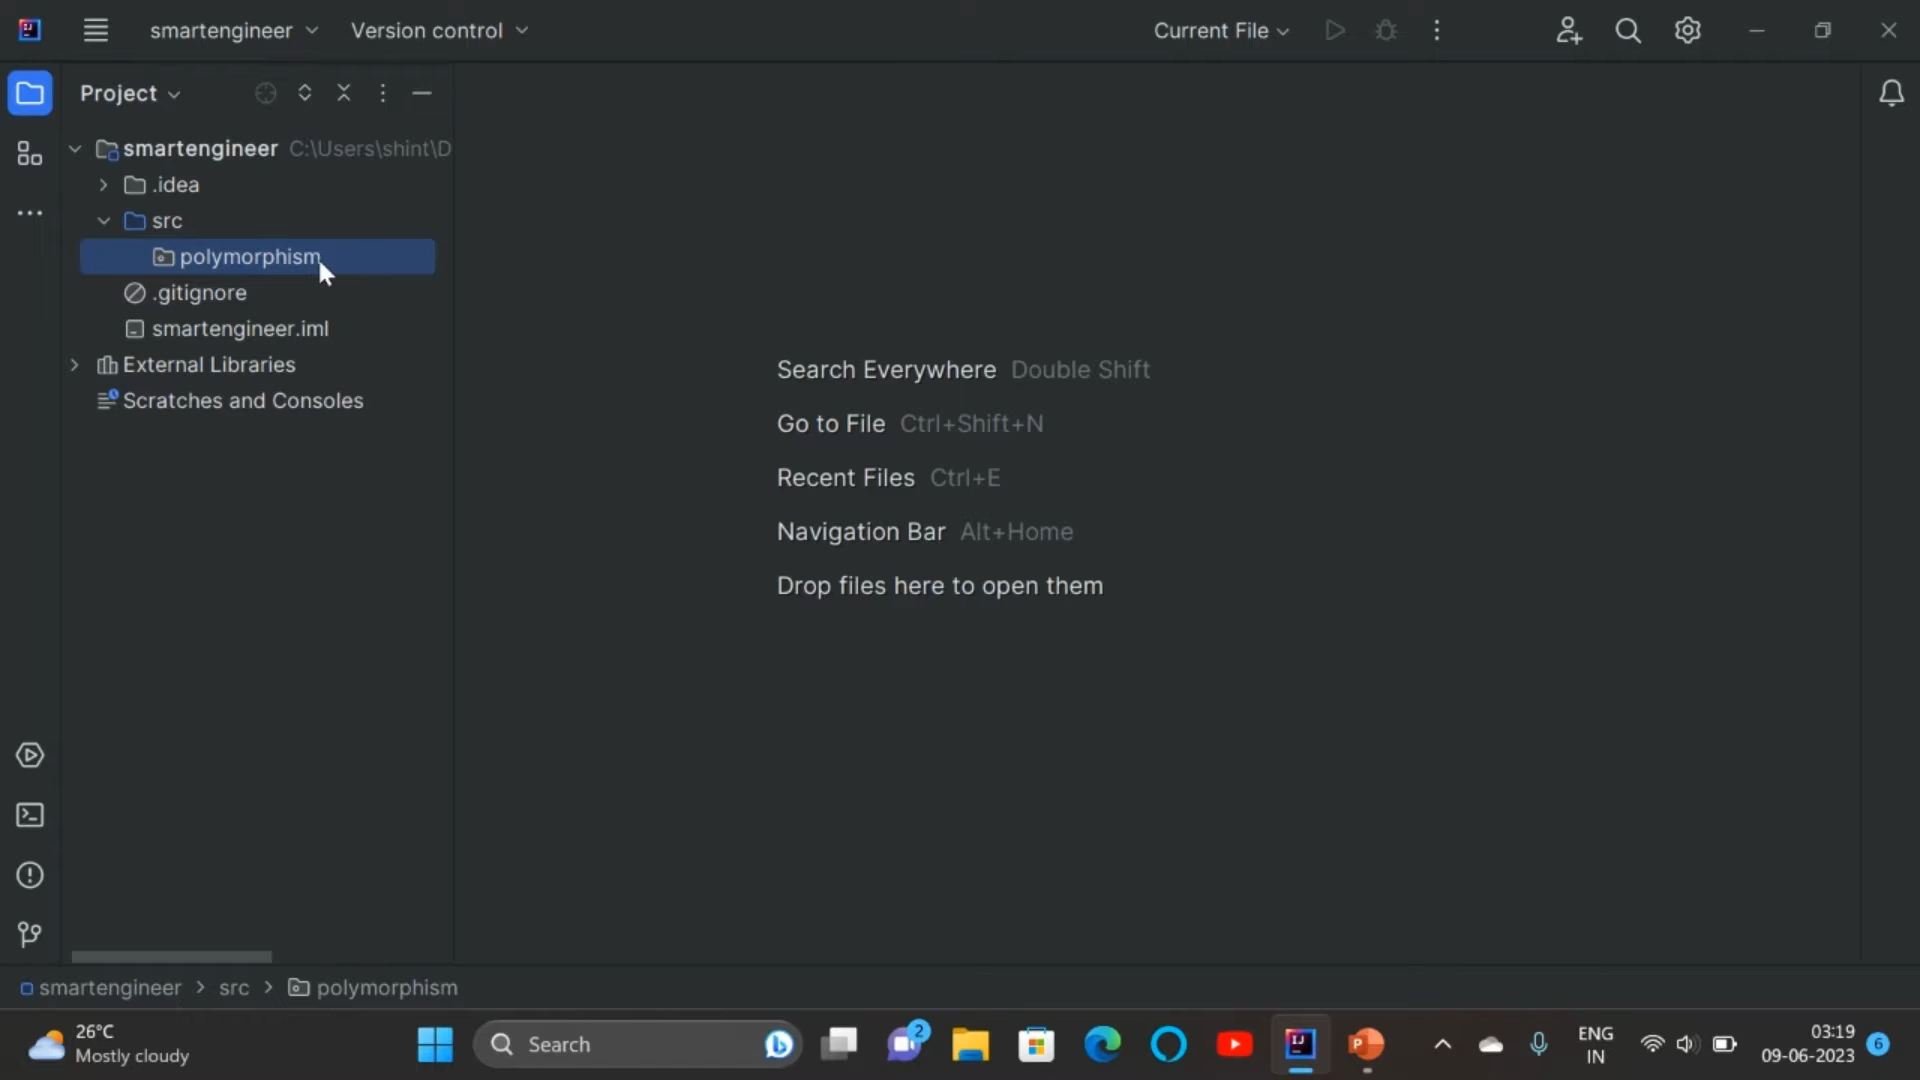 smartengineer
Version control
Current File
Project
smartengineer C:\Users\shint\D
.idea
src
polymorphism
.gitignore
smartengineer.iml
External Libraries
Scratches and Consoles
Search Everywhere Double Shift
Go to File Ctrl+Shift+N
Recent Files Ctrl+E
Navigation Bar Alt+Home
Drop files here to open them
smartengineer > src > polymorphism
26°C
Mostly cloudy
Search
2
ENG
IN
03:19
09-06-2023
6